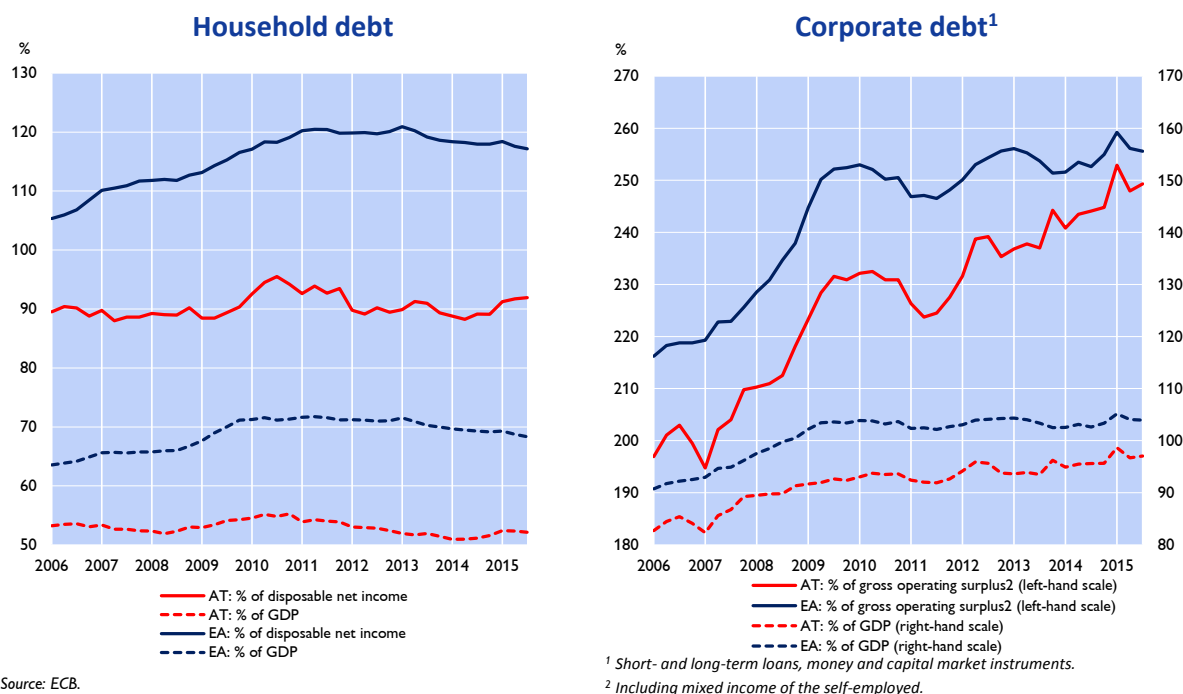 Household debt
%
130
120
110
100
90
80
70
60
50
2006 2007 2008 2009 2010 2011 2012 2013 2014 2015
AT: % of disposable net income
AT: % of GDP
EA: % of disposable net income
EA: % of GDP
Source: ECB.
Corporate debt¹
%
270 170
260 160
250 150
240 140
230 130
220 120
210 110
200 100
190 90
180 80
2006 2007 2008 2009 2010 2011 2012 2013 2014 2015
AT: % of gross operating surplus2 (left-hand scale)
EA: % of gross operating surplus2 (left-hand scale)
AT: % of GDP (right-hand scale)
EA: % of GDP (right-hand scale)
¹ Short- and long-term loans, money and capital market instruments.
² Including mixed income of the self-employed.